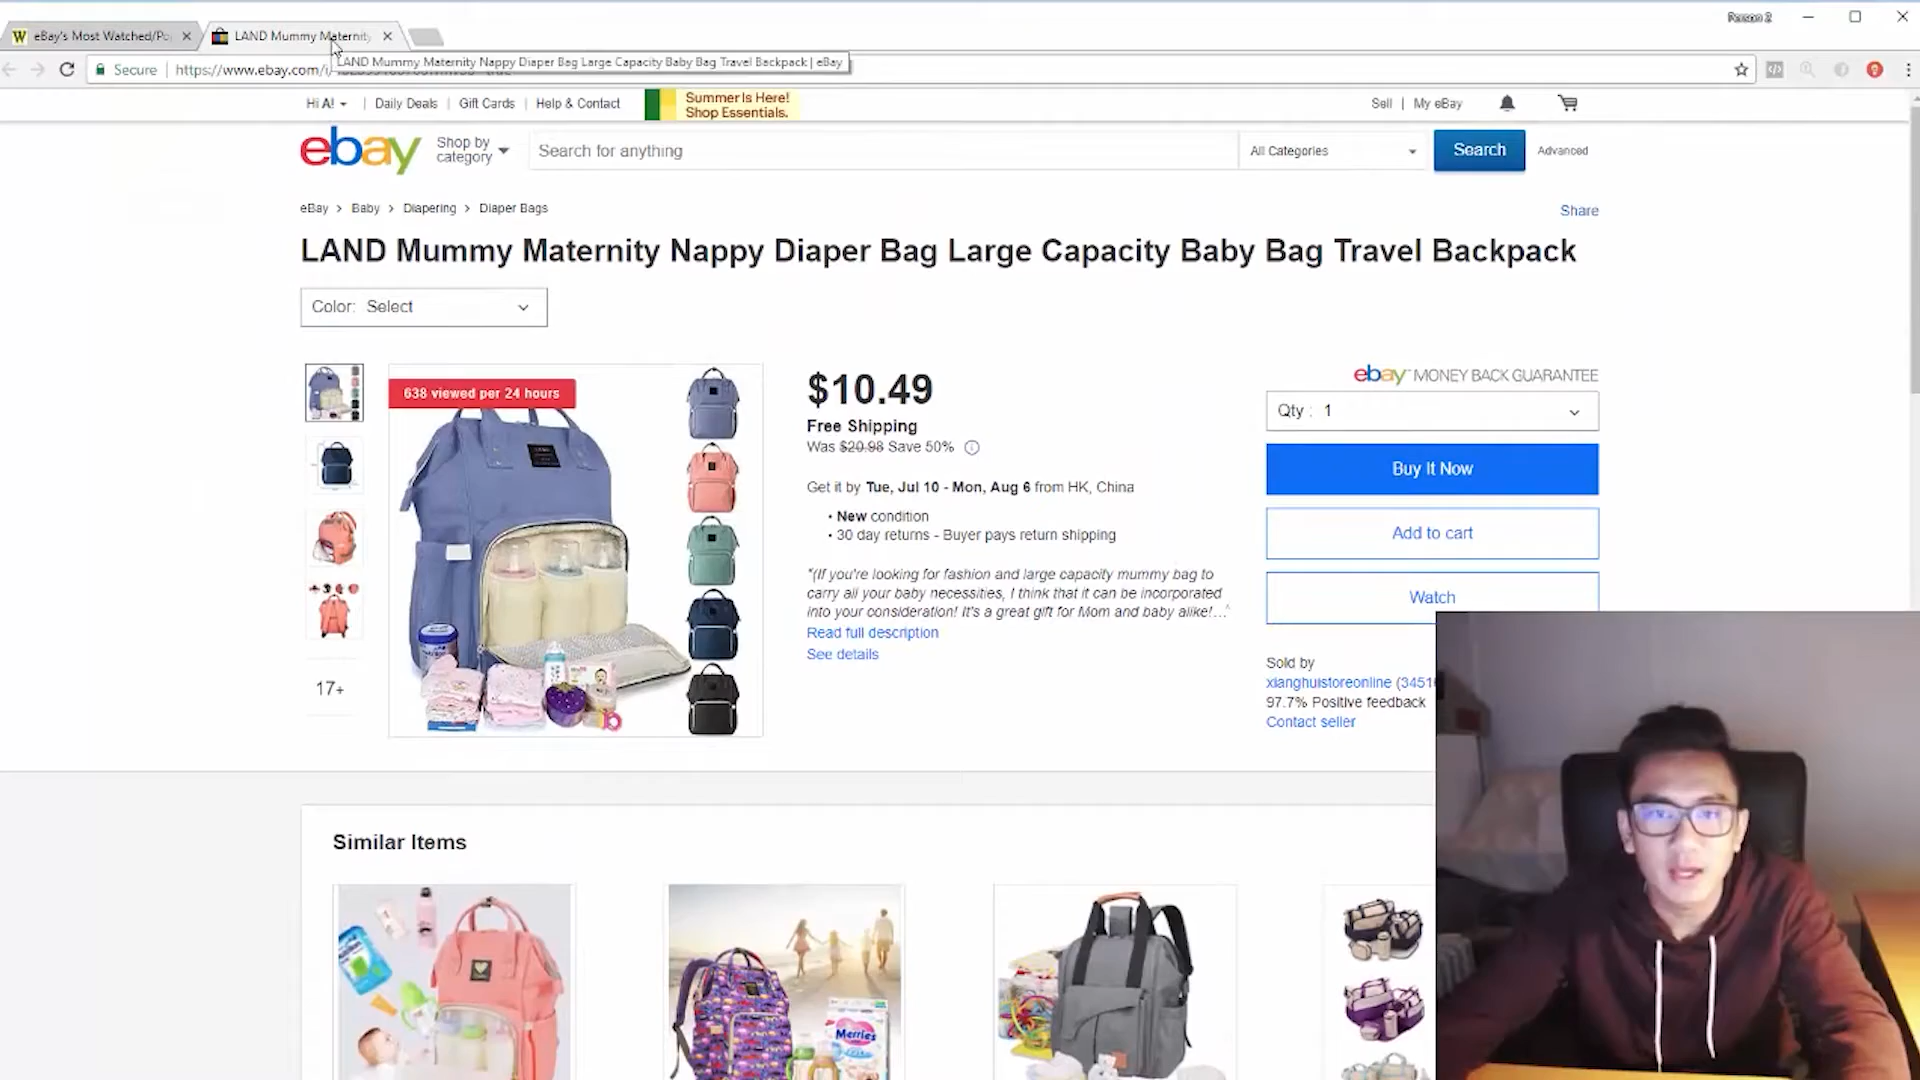 Person 2
eBay's Most Watched/Po
LAND Mummy Maternity
Secure
https://www.ebay.com/i
LAND Mummy Maternity Nappy Diaper Bag Large Capacity Baby Bag Travel Backpack | eBay
Hi A!
Daily Deals
Gift Cards
Help & Contact
Summer Is Here!
Shop Essentials.
Sell
My eBay
ebay
Shop by
category
Search for anything
All Categories
Search
Advanced
eBay > Baby > Diapering > Diaper Bags
Share
LAND Mummy Maternity Nappy Diaper Bag Large Capacity Baby Bag Travel Backpack
Color: Select
638 viewed per 24 hours
17+
$10.49
Free Shipping
Was $20.98 Save 50%
Get it by Tue, Jul 10 - Mon, Aug 6 from HK, China
• New condition
• 30 day returns - Buyer pays return shipping
"(If you're looking for fashion and large capacity mummy bag to
carry all your baby necessities, I think that it can be incorporated
into your consideration! It's a great gift for Mom and baby alike!..."
Read full description
See details
ebay MONEY BACK GUARANTEE
Qty : 1
Buy It Now
Add to cart
Watch
Sold by
xianghuistoreonline (3451
97.7% Positive feedback
Contact seller
Similar Items
Merries